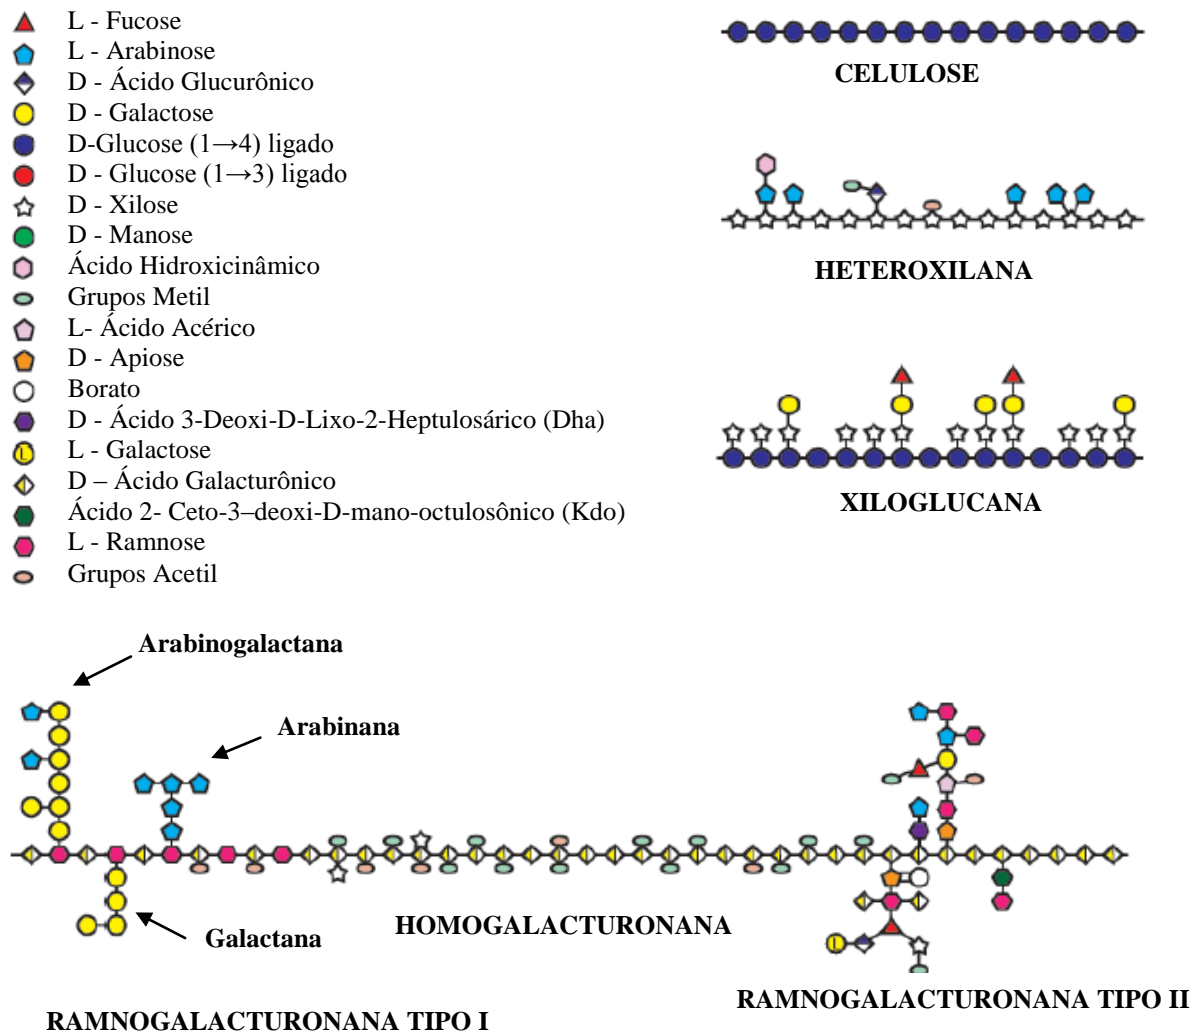 L - Fucose
L - Arabinose
D - Ácido Glucurônico
D - Galactose
D-Glucose (1→4) ligado
D - Glucose (1→3) ligado
D - Xilose
D - Manose
Ácido Hidroxicinâmico
Grupos Metil
L- Ácido Acérico
D - Apiose
Borato
D - Ácido 3-Deoxi-D-Lixo-2-Heptulosárico (Dha)
L L - Galactose
D – Ácido Galacturônico
Ácido 2- Ceto-3–deoxi-D-mano-octulosônico (Kdo)
L - Ramnose
Grupos Acetil
CELULOSE
HETEROXILANA
XILOGLUCANA
Arabinogalactana
Arabinana
Galactana
HOMOGALACTURONANA
L
RAMNOGALACTURONANA TIPO I
RAMNOGALACTURONANA TIPO II